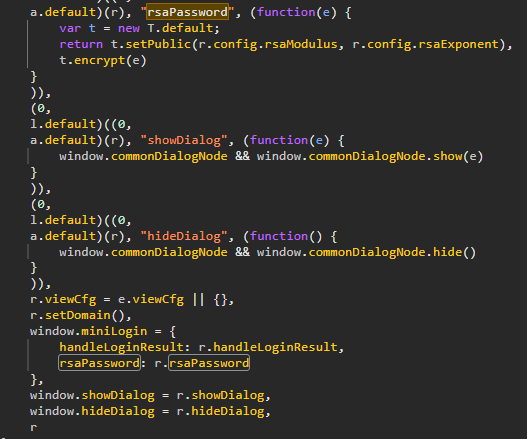 a.default)(r), "rsaPassword", (function(e) {
var t = new T.default;
return t.setPublic(r.config.rsaModulus, r.config.rsaExponent),
t.encrypt(e)
}
)),
(0,
l.default)((0,
a.default)(r), "showDialog", (function(e) {
window.commonDialogNode && window.commonDialogNode.show(e)
}
)),
(0,
l.default)((0,
a.default)(r), "hideDialog", (function() {
window.commonDialogNode && window.commonDialogNode.hide()
}
)),
r.viewCfg = e.viewCfg || {},
r.setDomain(),
window.miniLogin = {
handleLoginResult: r.handleLoginResult,
rsaPassword: r.rsaPassword
},
window.showDialog = r.showDialog,
window.hideDialog = r.hideDialog,
r